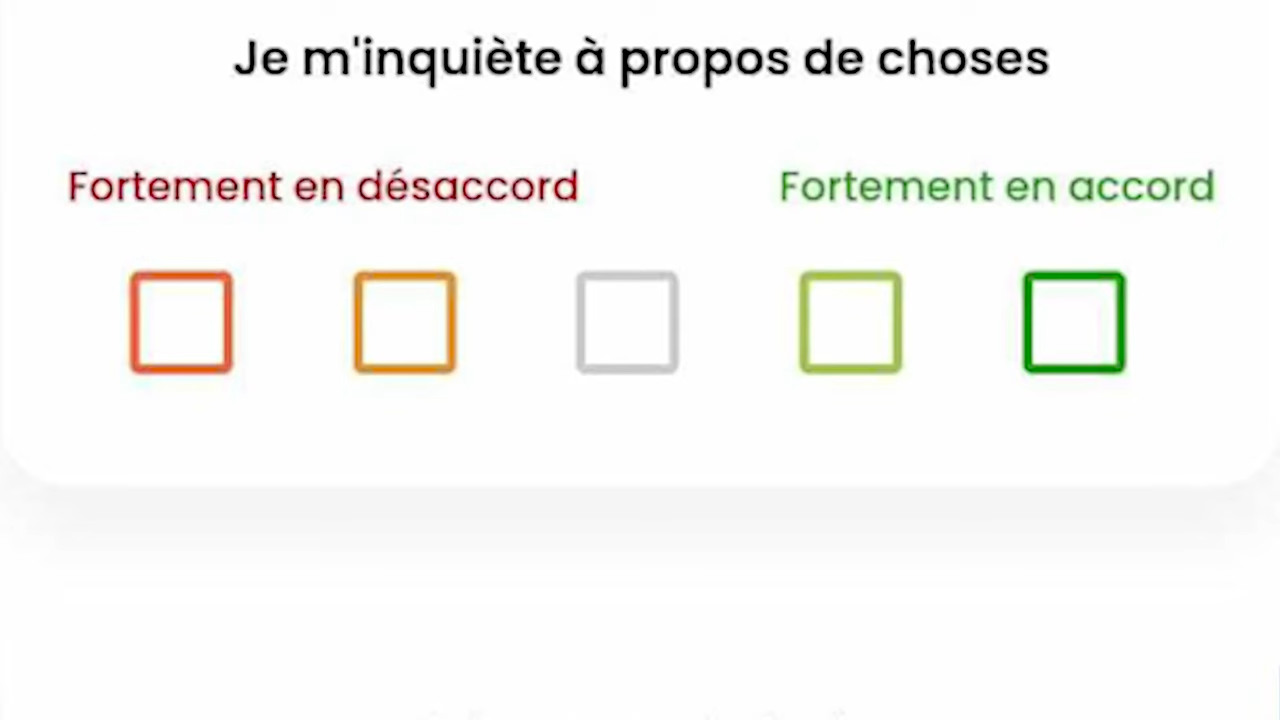 Je m'inquiète à propos de choses
Fortement en désaccord
Fortement en accord